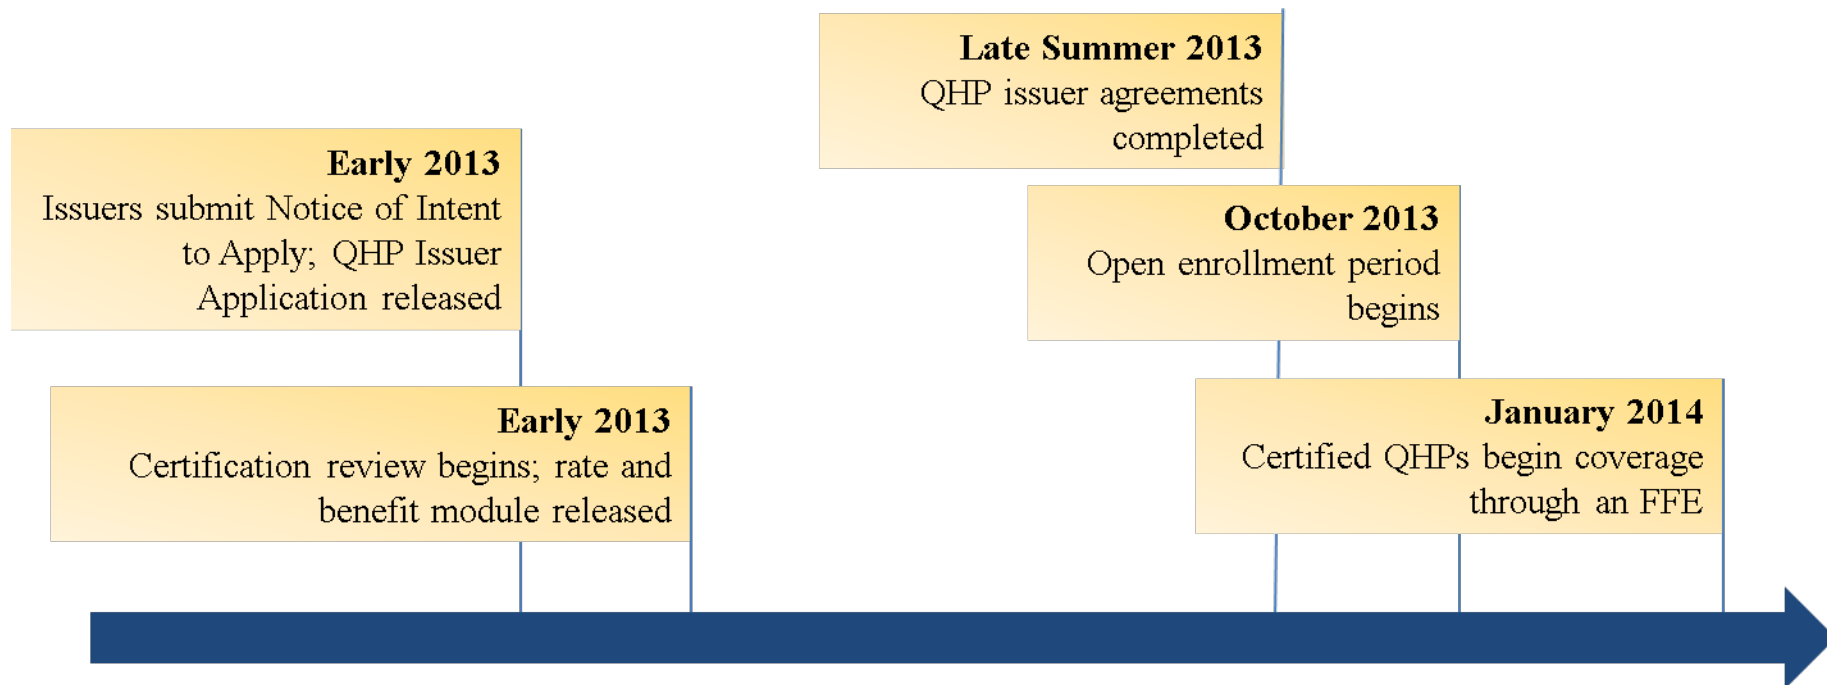 Early 2013
Issuers submit Notice of Intent
to Apply; QHP Issuer
Application released
Early 2013
Certification review begins; rate and
benefit module released
Late Summer 2013
QHP issuer agreements
completed
October 2013
Open enrollment period
begins
January 2014
Certified QHPs begin coverage
through an FFE